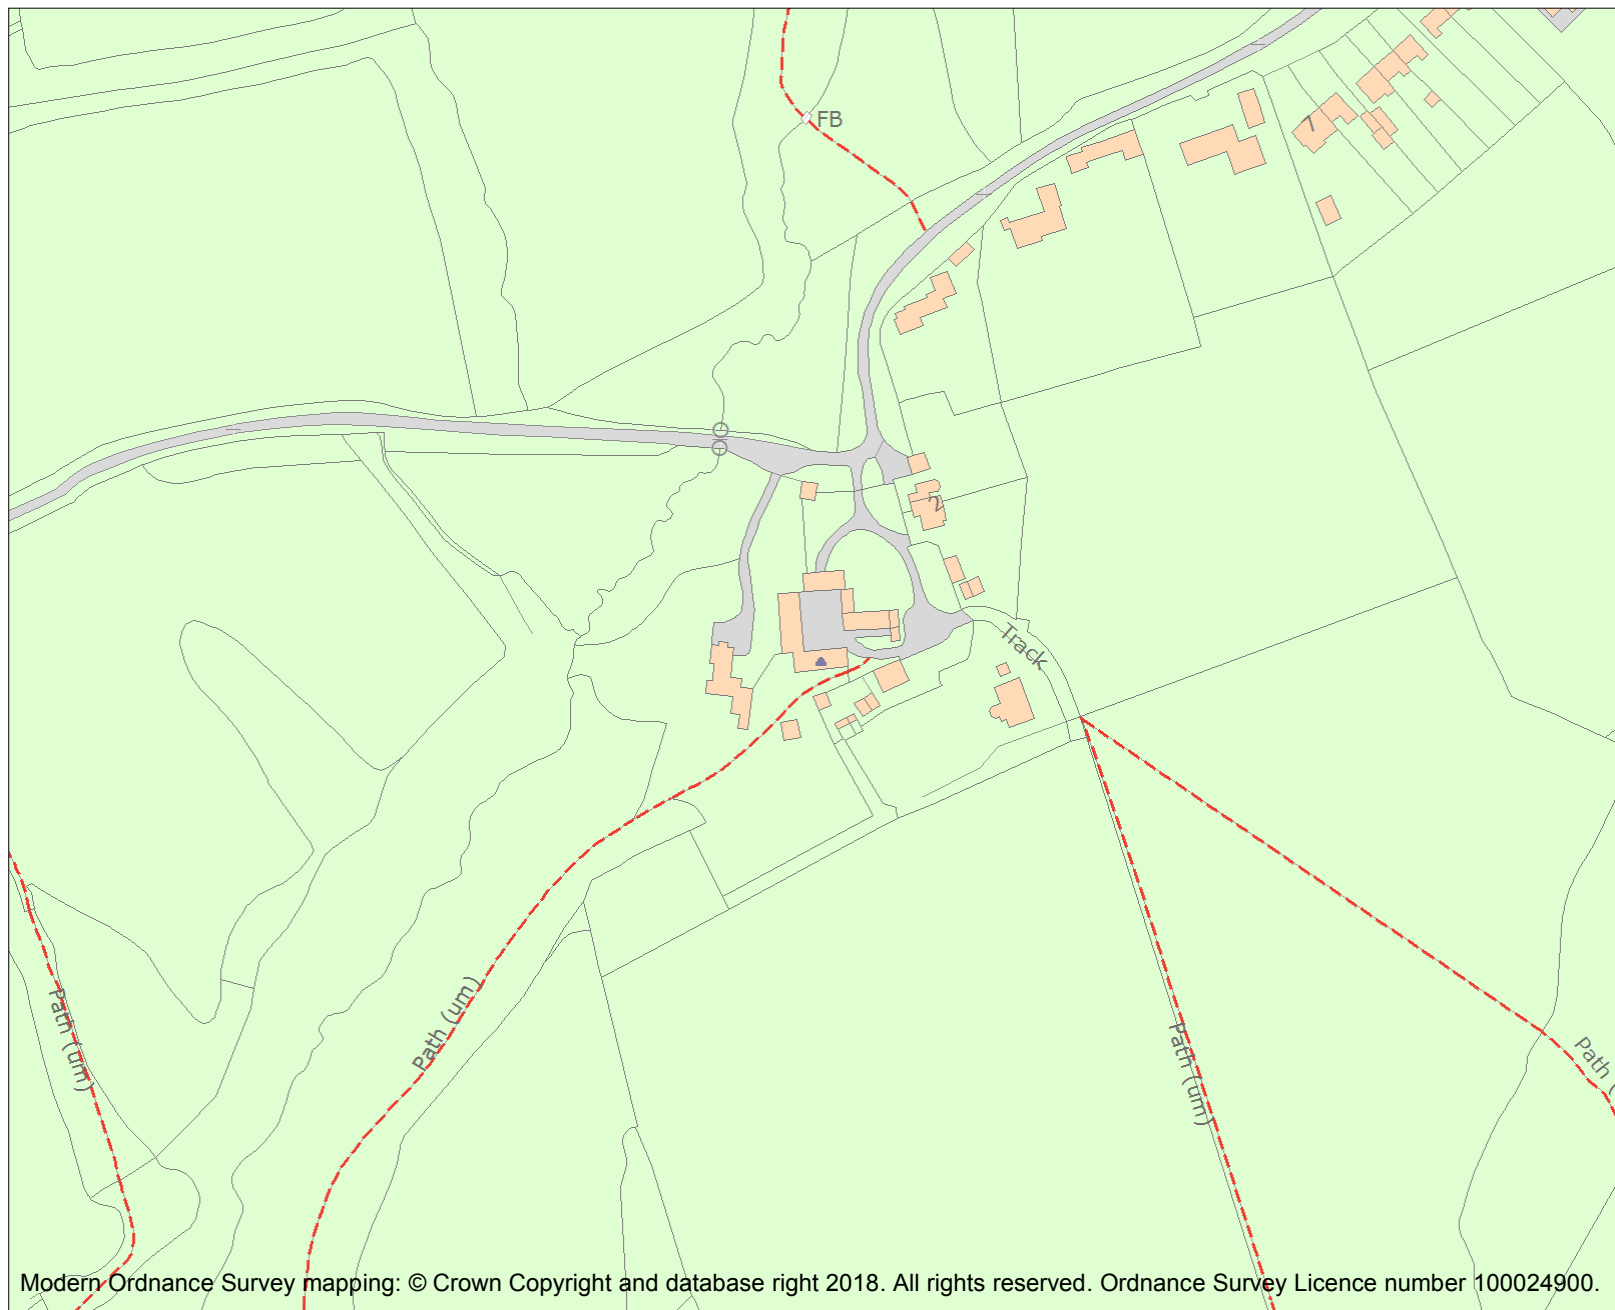 FB
7
2
Track
Path (um)
Path (um)
Path (um)
Path (
Modern Ordnance Survey mapping: © Crown Copyright and database right 2018. All rights reserved. Ordnance Survey Licence number 100024900.